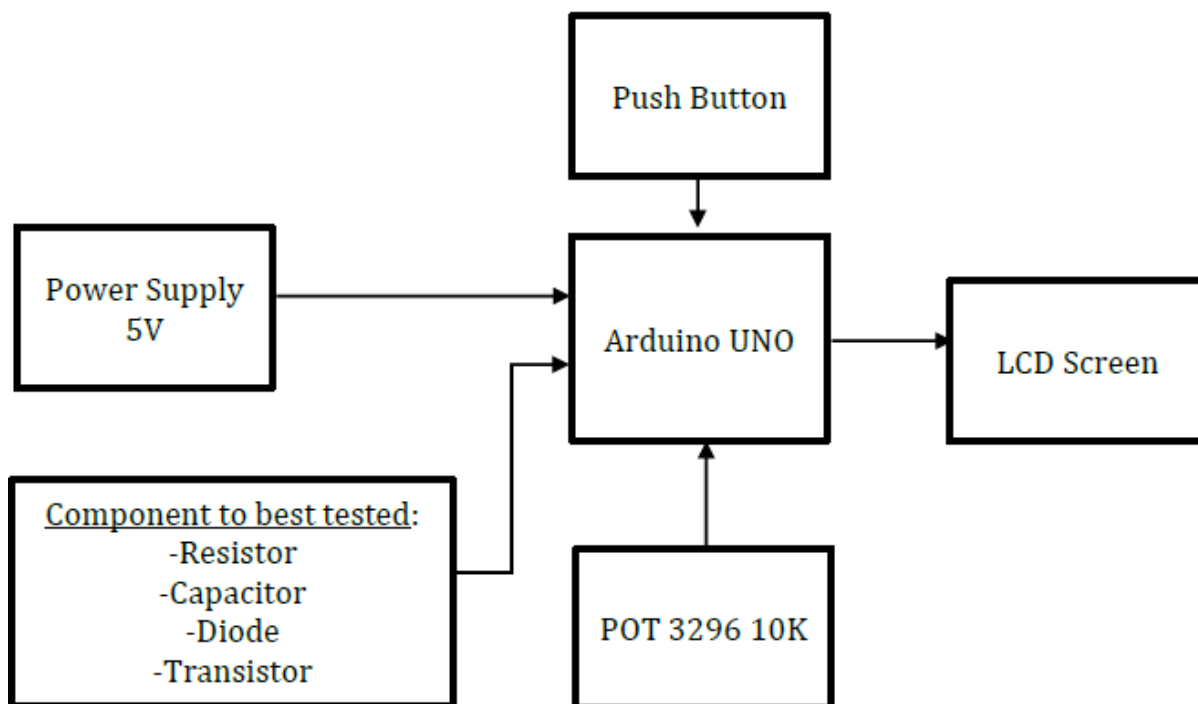 Push Button
Power Supply
5V
Arduino UNO
LCD Screen
Component to best tested:
-Resistor
-Capacitor
-Diode
-Transistor
POT 3296 10K